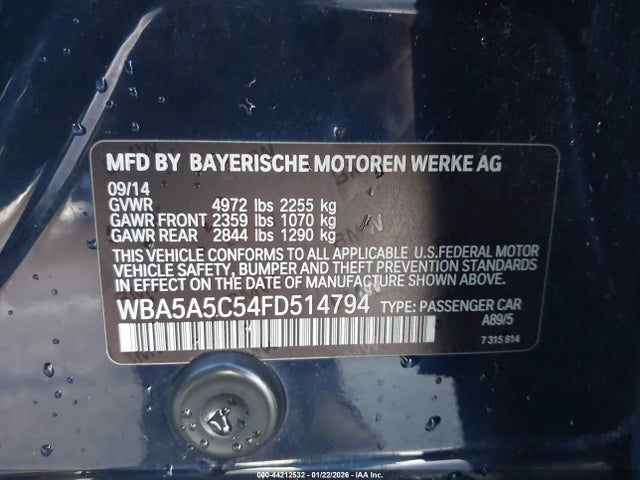 MFD BY BAYERISCHE MOTOREN WERKE AG
09/14
GVWR 4972 lbs 2255 kg
GAWR FRONT 2359 lbs 1070 kg
GAWR REAR 2844 lbs 1290 kg
THIS VEHICLE CONFORMS TO ALL APPLICABLE U.S.FEDERAL MOTOR
VEHICLE SAFETY, BUMPER AND THEFT PREVENTION STANDARDS
IN EFFECT ON THE DATE OF MANUFACTURE SHOWN ABOVE.
WBA5A5C54FD514794 TYPE: PASSENGER CAR
A89/5
7 315 814
000-44212532 - 01/22/2026 - IAA Inc.